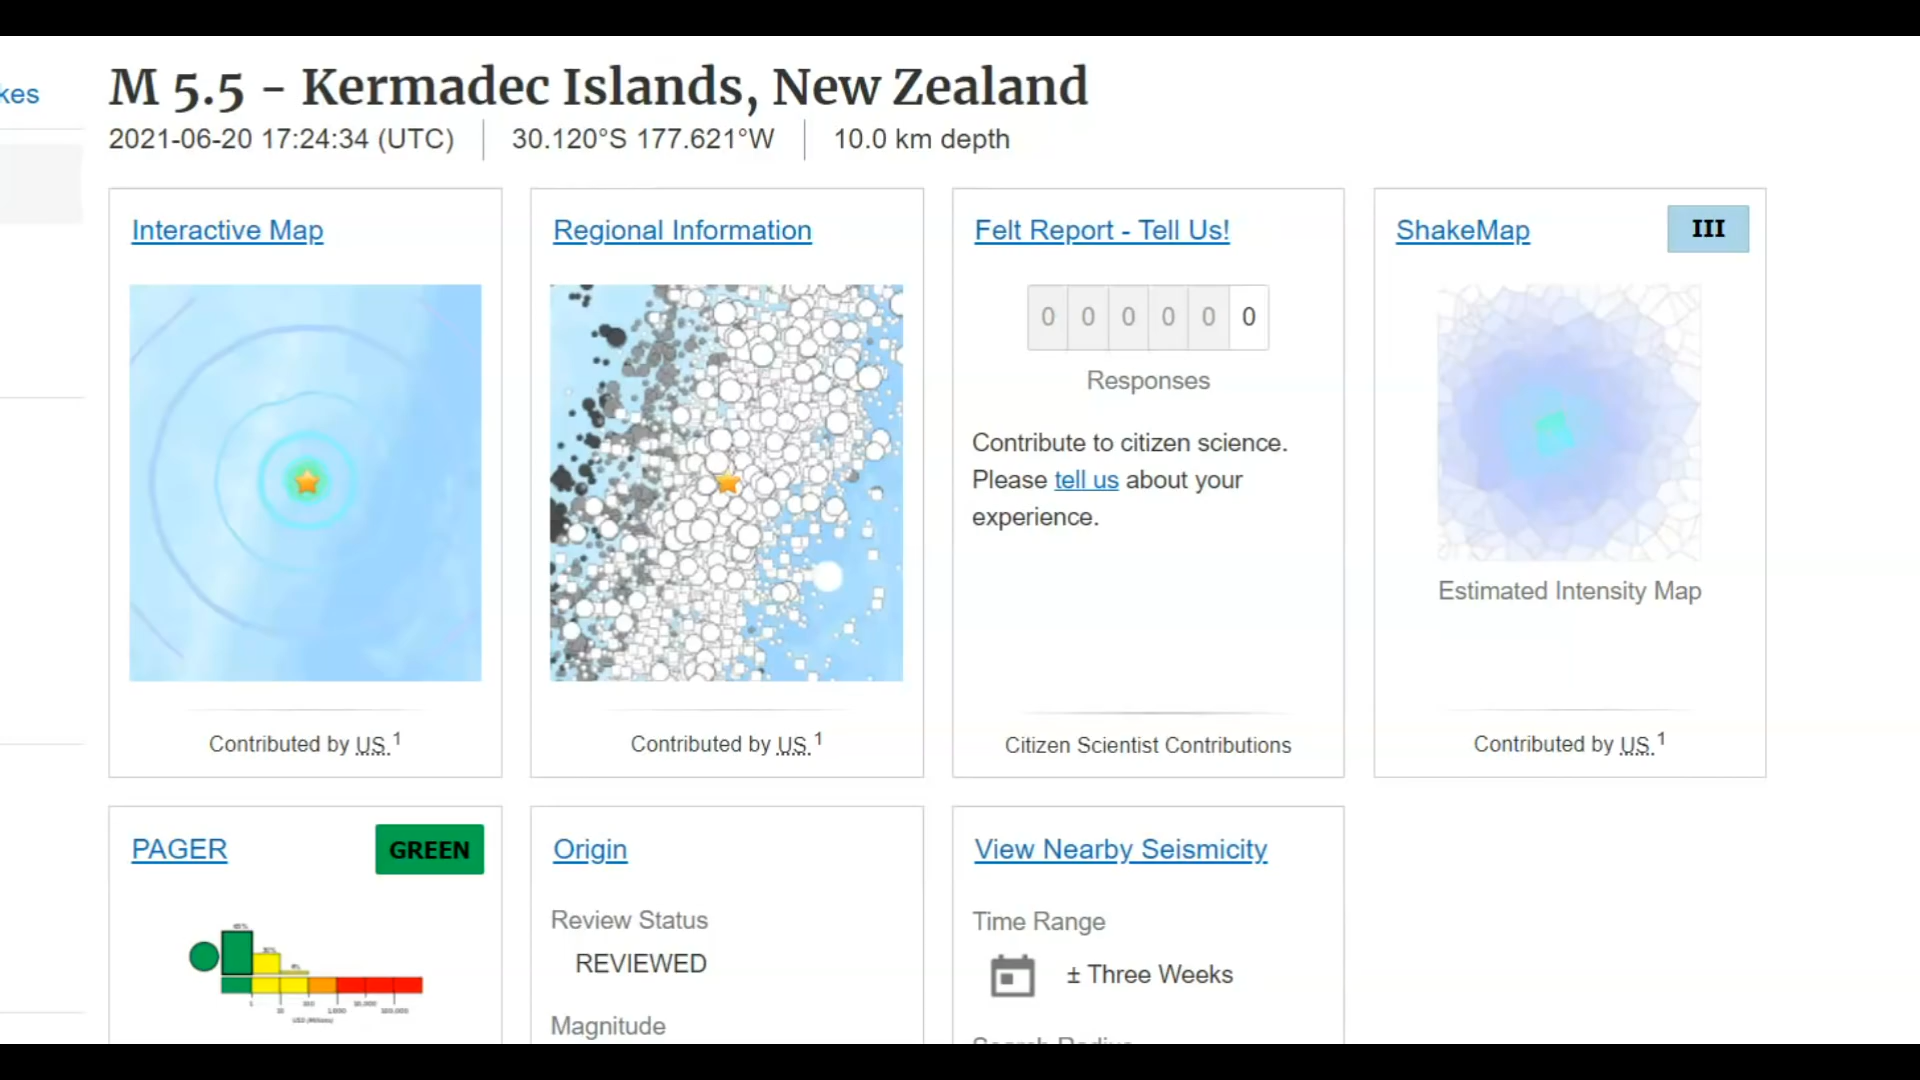 kes
M 5.5 - Kermadec Islands, New Zealand
2021-06-20 17:24:34 (UTC)
30.120°S 177.621°W
10.0 km depth
Interactive Map
Contributed by US 1
Regional Information
Contributed by US 1
Felt Report - Tell Us!
0 0 0 0 0 0
Responses
Contribute to citizen science.
Please tell us about your
experience.
Citizen Scientist Contributions
ShakeMap
III
Estimated Intensity Map
Contributed by US 1
PAGER
GREEN
Origin
Review Status
REVIEWED
Magnitude
View Nearby Seismicity
Time Range
± Three Weeks